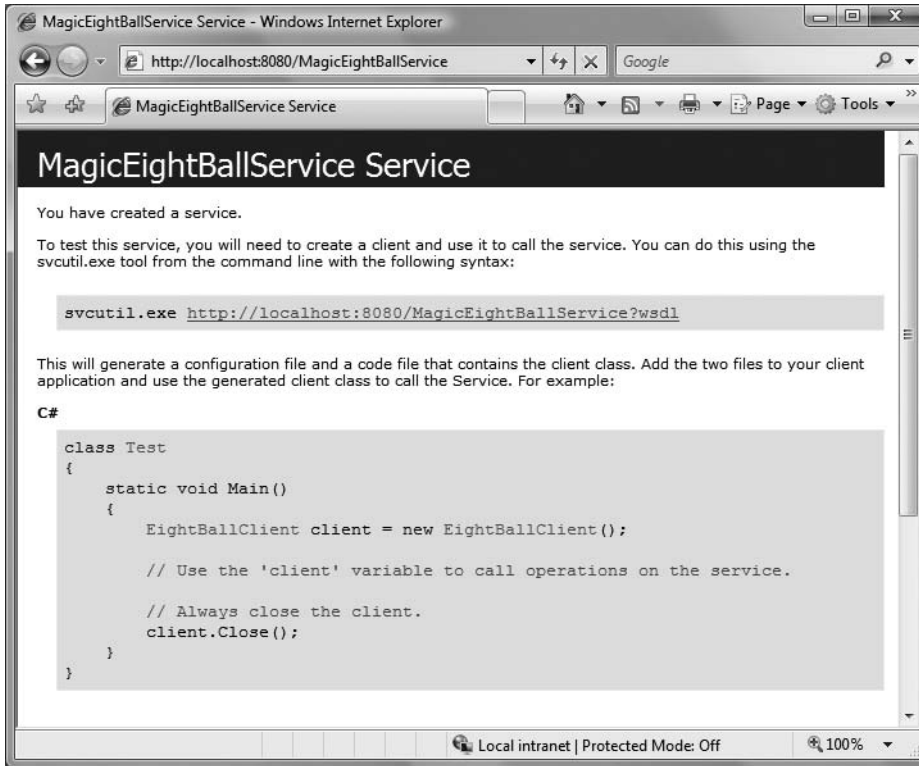 MagicEightBallService Service - Windows Internet Explorer
http://localhost:8080/MagicEightBallService
Google
MagicEightBallService Service
Page
Tools
MagicEightBallService Service
You have created a service.
To test this service, you will need to create a client and use it to call the service. You can do this using the
svcutil.exe tool from the command line with the following syntax:
svcutil.exe http://localhost:8080/MagicEightBallService?wsdl
This will generate a configuration file and a code file that contains the client class. Add the two files to your client
application and use the generated client class to call the Service. For example:
C#
class Test
{
    static void Main()
    {
        EightBallClient client = new EightBallClient();
        // Use the 'client' variable to call operations on the service.
        // Always close the client.
        client.Close();
    }
}
Local intranet | Protected Mode: Off
100%